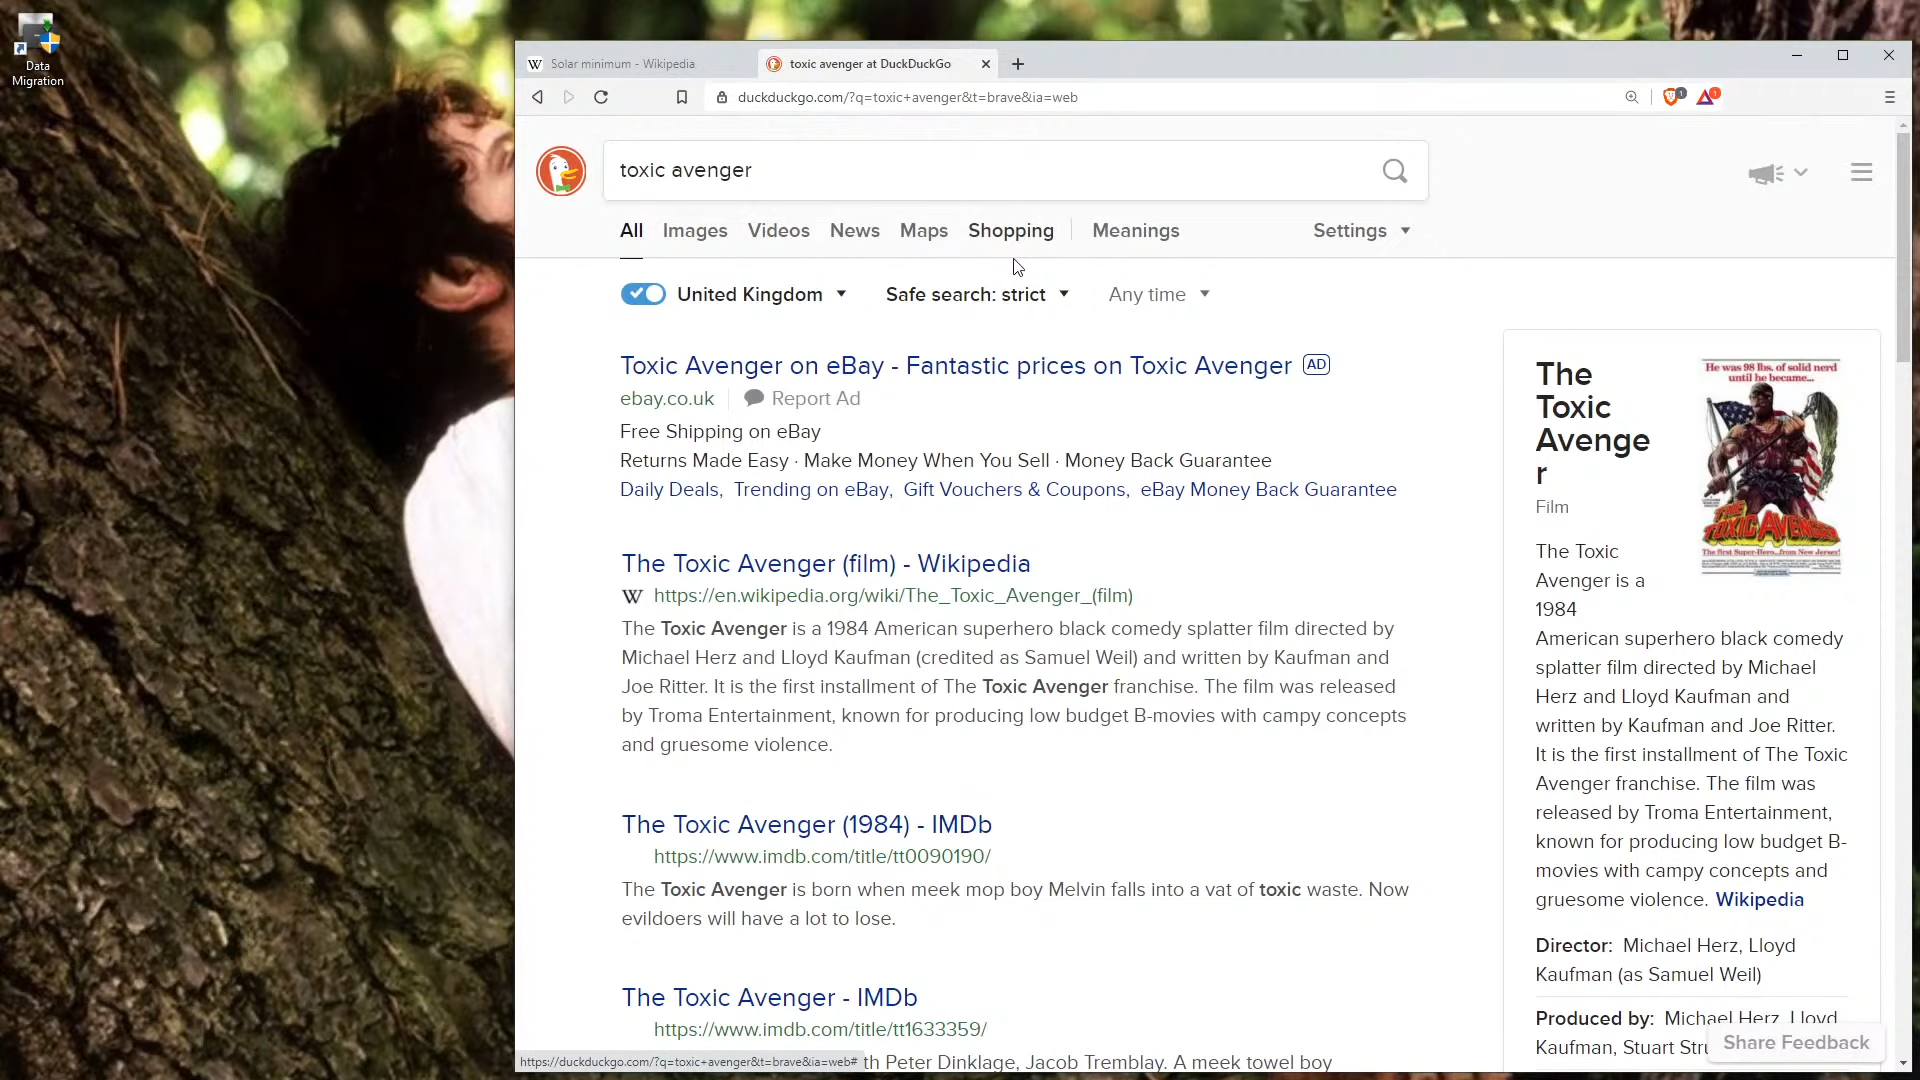 Data
Migration
Solar minimum - Wikipedia
toxic avenger at DuckDuckGo
duckduckgo.com/?q=toxic+avenger&t=brave&ia=web
1
1
toxic avenger
All Images Videos News Maps Shopping Meanings Settings
United Kingdom Safe search: strict Any time
Toxic Avenger on eBay - Fantastic prices on Toxic Avenger AD
ebay.co.uk Report Ad
Free Shipping on eBay
Returns Made Easy · Make Money When You Sell · Money Back Guarantee
Daily Deals, Trending on eBay, Gift Vouchers & Coupons, eBay Money Back Guarantee
The Toxic Avenger (film) - Wikipedia
W https://en.wikipedia.org/wiki/The_Toxic_Avenger_(film)
The Toxic Avenger is a 1984 American superhero black comedy splatter film directed by
Michael Herz and Lloyd Kaufman (credited as Samuel Weil) and written by Kaufman and
Joe Ritter. It is the first installment of The Toxic Avenger franchise. The film was released
by Troma Entertainment, known for producing low budget B-movies with campy concepts
and gruesome violence.
The Toxic Avenger (1984) - IMDb
https://www.imdb.com/title/tt0090190/
The Toxic Avenger is born when meek mop boy Melvin falls into a vat of toxic waste. Now
evildoers will have a lot to lose.
The Toxic Avenger - IMDb
https://www.imdb.com/title/tt1633359/
th Peter Dinklage, Jacob Tremblay. A meek towel boy
https://duckduckgo.com/?q=toxic+avenger&t=brave&ia=web#
The
Toxic
Avenge
r
Film
He was 98 lbs. of solid nerd
until he became...
THE
TOXIC AVENGER
The first Super-Hero...from New Jersey!
The Toxic
Avenger is a
1984
American superhero black comedy
splatter film directed by Michael
Herz and Lloyd Kaufman and
written by Kaufman and Joe Ritter.
It is the first installment of The Toxic
Avenger franchise. The film was
released by Troma Entertainment,
known for producing low budget B-
movies with campy concepts and
gruesome violence. Wikipedia
Director: Michael Herz, Lloyd
Kaufman (as Samuel Weil)
Produced by: Michael Herz, Lloyd
Kaufman, Stuart Stru
Share Feedback